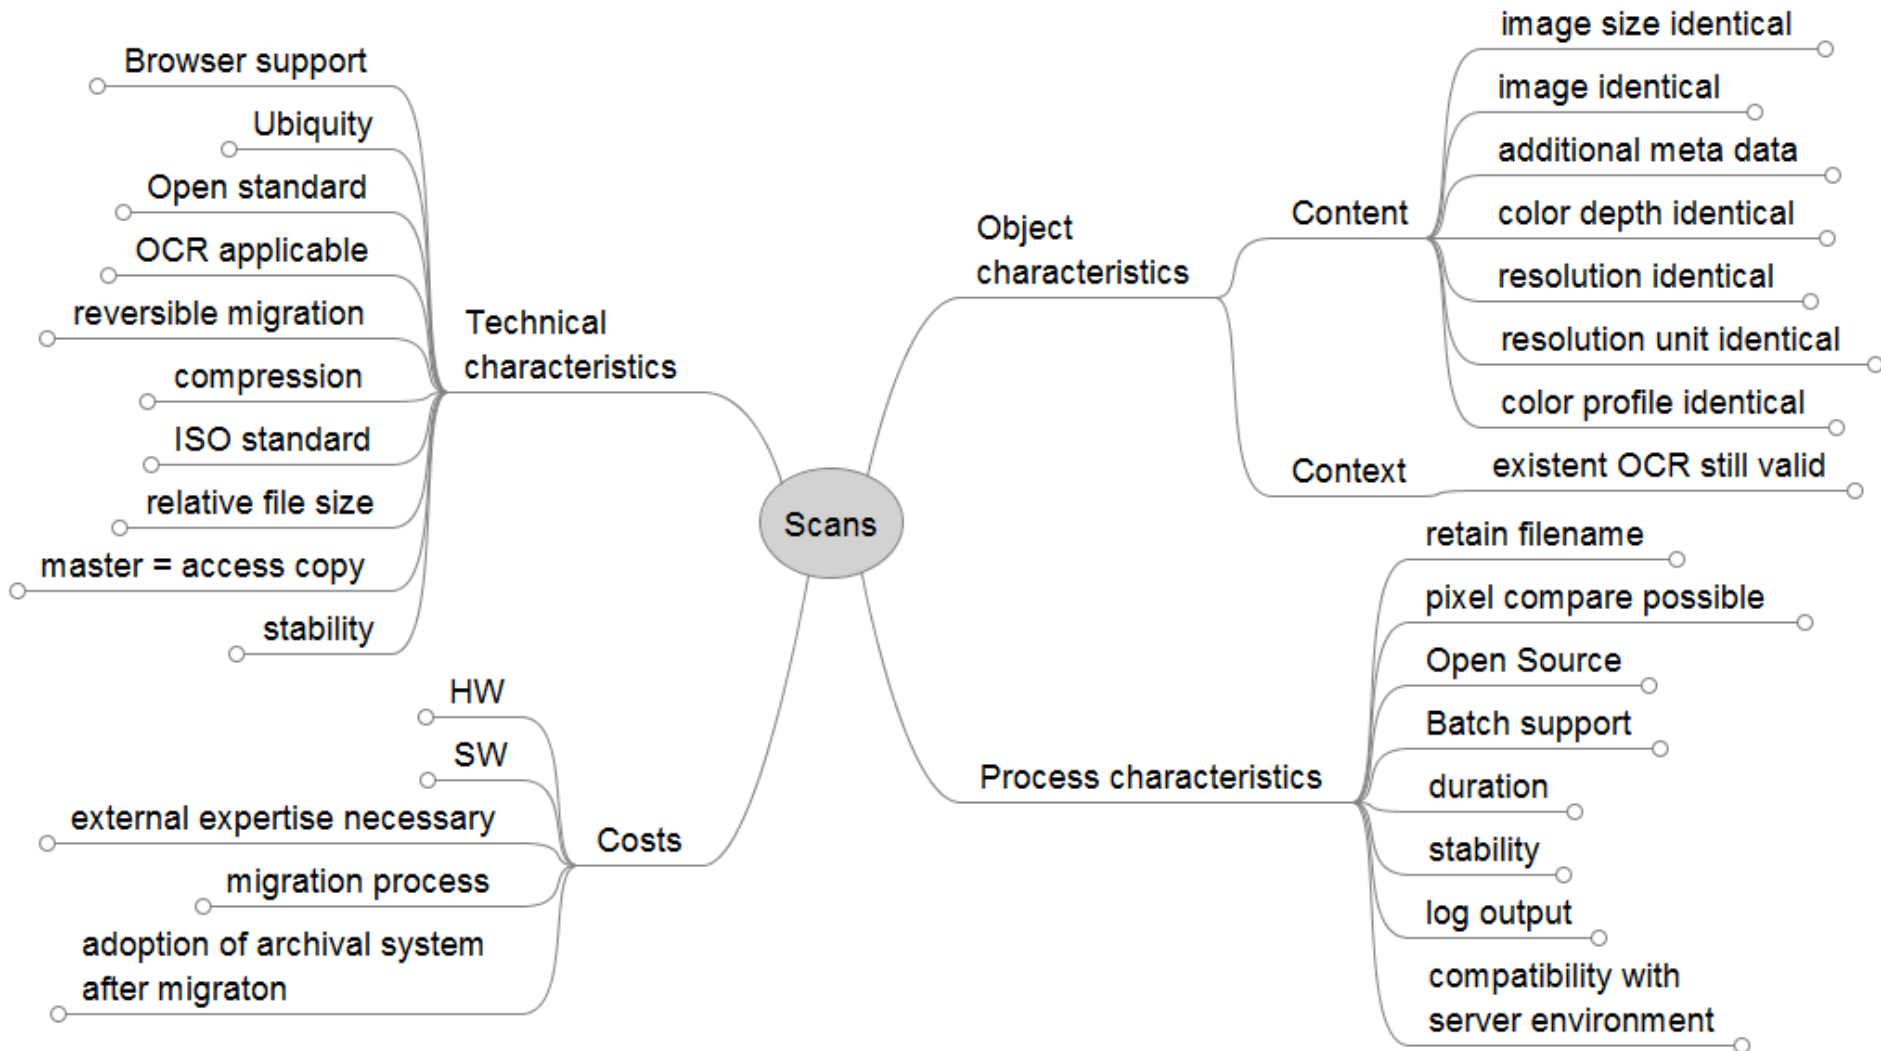 Browser support
Ubiquity
Open standard
OCR applicable
reversible migration
compression
ISO standard
relative file size
master = access copy
stability
Technical
characteristics
HW
SW
external expertise necessary
migration process
adoption of archival system
after migraton
Costs
Scans
Object
characteristics
Content
image size identical
image identical
additional meta data
color depth identical
resolution identical
resolution unit identical
color profile identical
Context
existent OCR still valid
Process characteristics
retain filename
pixel compare possible
Open Source
Batch support
duration
stability
log output
compatibility with
server environment